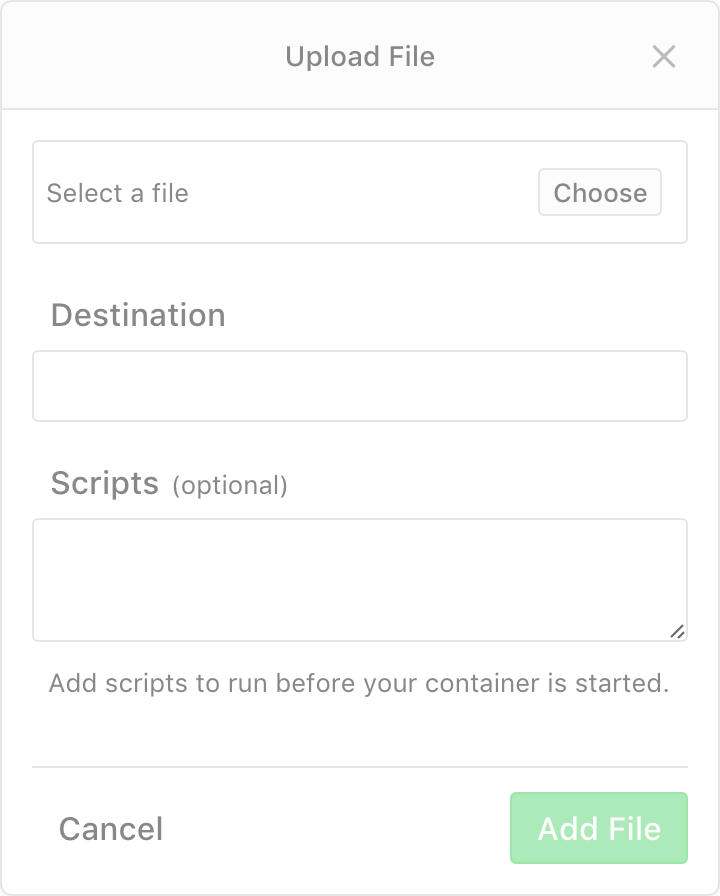 Upload File
Select a file Choose
Destination
Scripts (optional)
Add scripts to run before your container is started.
Cancel Add File